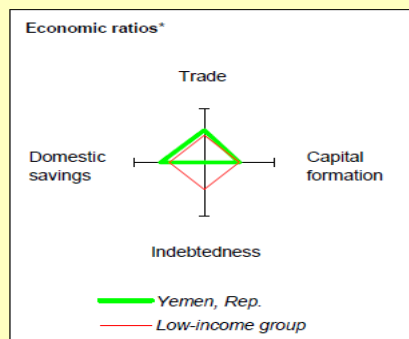 Economic ratios*
Trade
Domestic
savings
Capital
formation
Indebtedness
Yemen, Rep.
Low-income group